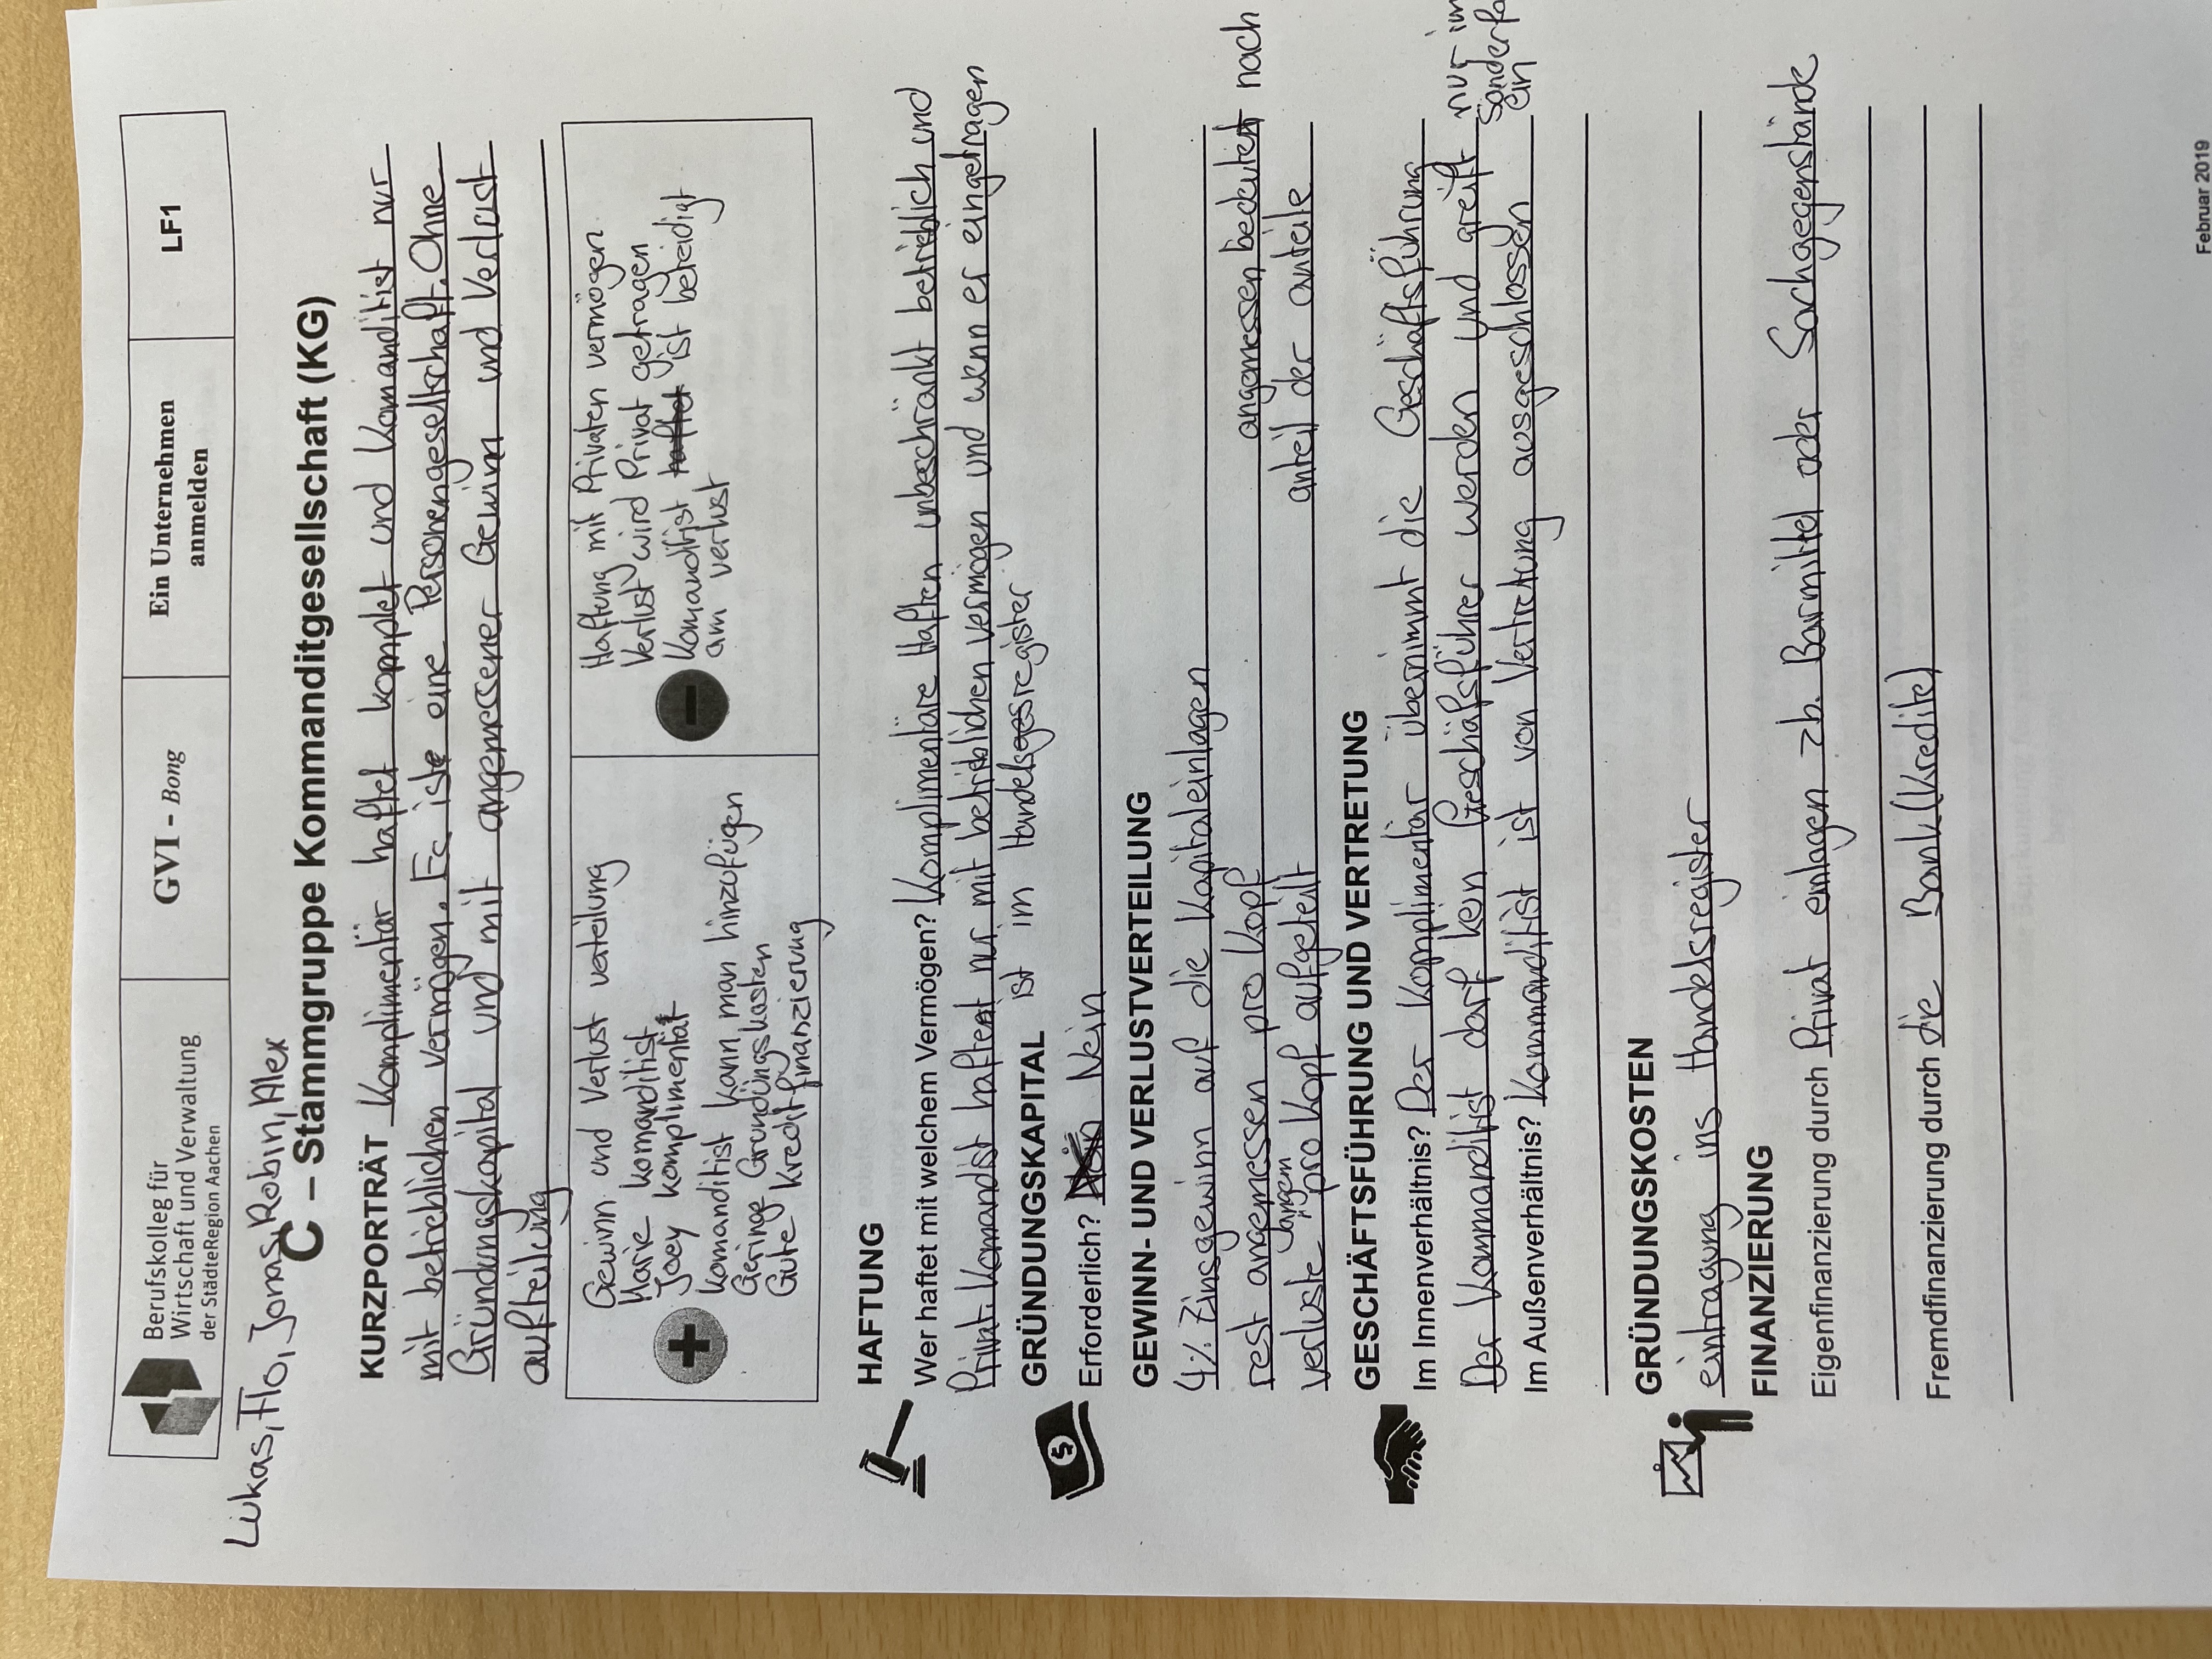 Berufskolleg für
Wirtschaft und Verwaltung
der StädteRegion Aachen
GVI - Bong
Ein Unternehmen
anmelden
LF1
Lukas, Flo, Jonas, Robin, Alex
C – Stammgruppe Kommanditgesellschaft (KG)
KURZPORTRÄT Komplimentär haftet komplet und Komanditist nur
mit betrieblichen vermögen. Es ist eine Personengesellschaft. Ohne
Gründungskapital und mit angemessener Gewinn und Verlust
aufteilung
Gewinn und Verlust verteilung
Marie komanditist
Joey komplimentät
komanditist kann man hinzufügen
Geringe Grundüngskosten
Gute Kreditfinanzierung
Haftung mit Privaten vermögen
Verlust wird Privat getragen
Komanditist haftet ist beteidigt
am verlust
HAFTUNG
Wer haftet mit welchem Vermögen? Komplimentäre Haften unbeschränkt betrieblich und
Privat. Komandist haftet nur mit betrieblichen vermögen und wenn er eingetragen
ist im Handelsgesregister
GRÜNDUNGSKAPITAL
Erforderlich? Nein Nein
GEWINN- UND VERLUSTVERTEILUNG
4% Zinsgewinn auf die Kapitaleinlagen
rest angemessen pro Kopf angemessen bedeutet nach
verluste angem pro Kopf aufgeteilt anteil der anteile
GESCHÄFTSFÜHRUNG UND VERTRETUNG
Im Innenverhältnis? Der Komplimentär übernimmt die Geschäftsführung
Der Kommanditist darf kein Geschäfsführer werden und greift nur im
Sonderfa
ein
Im Außenverhältnis? Kommanditist ist von Vertretung ausgeschlossen
GRÜNDUNGSKOSTEN
eintragung ins Handelsregister
FINANZIERUNG
Eigenfinanzierung durch Privat einlagen zb. Barmittel oder Sachgegenstände
Fremdfinanzierung durch die Bank (Kredite)
Februar 2019